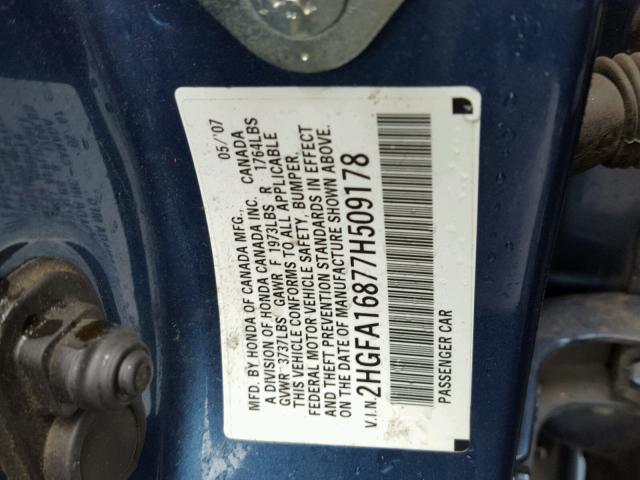 MFD. BY HONDA OF CANADA MFG., 05/'07
A DIVISION OF HONDA CANADA INC. CANADA
GVWR 3737LBS GAWR F 1973LBS R 1764LBS
THIS VEHICLE CONFORMS TO ALL APPLICABLE
FEDERAL MOTOR VEHICLE SAFETY, BUMPER,
AND THEFT PREVENTION STANDARDS IN EFFECT
ON THE DATE OF MANUFACTURE SHOWN ABOVE.
V.I.N. 2HGFA16877H509178
PASSENGER CAR